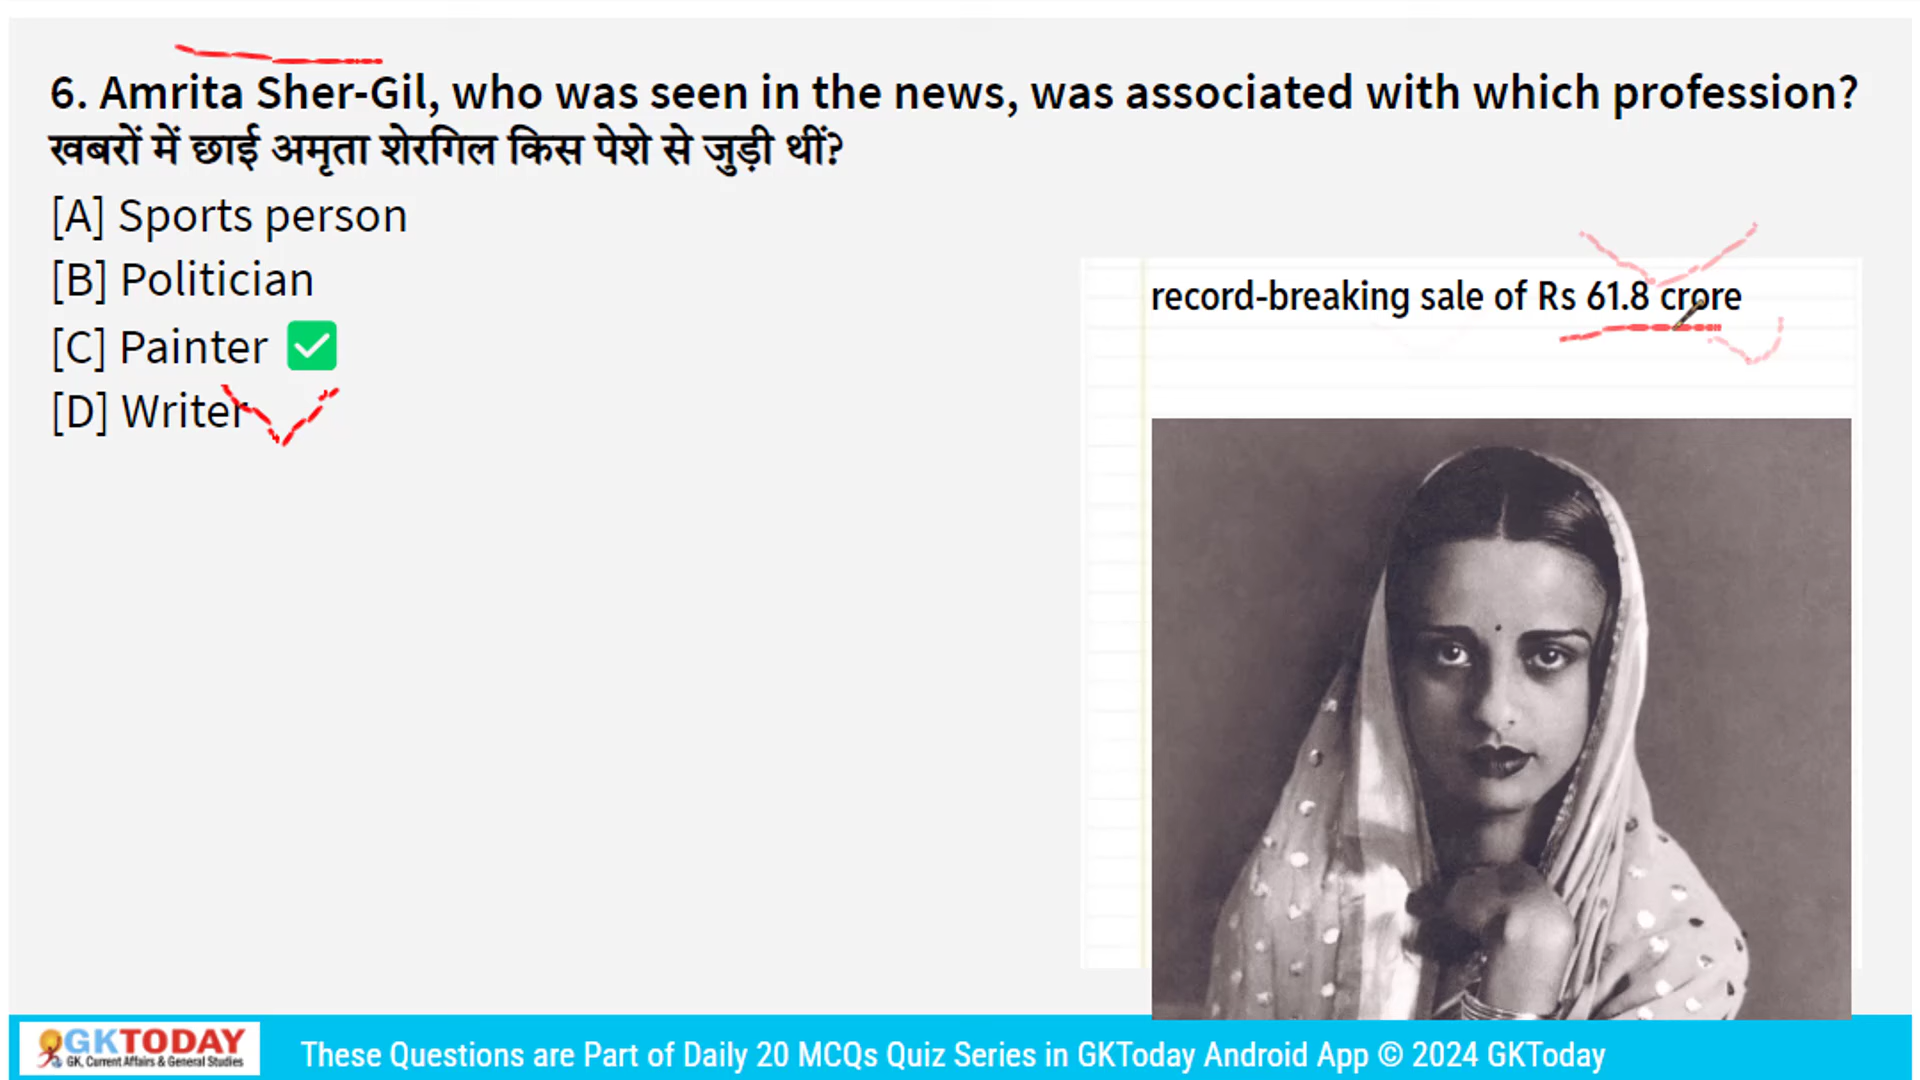 6. Amrita Sher-Gil, who was seen in the news, was associated with which profession?
खबरों में छाई अमृता शेरगिल किस पेशे से जुड़ी थीं?
[A] Sports person
[B] Politician
[C] Painter ✅
[D] Writer
record-breaking sale of Rs 61.8 crore
GKTODAY
GK, Current Affairs & General Studies
These Questions are Part of Daily 20 MCQs Quiz Series in GKToday Android App © 2024 GKToday